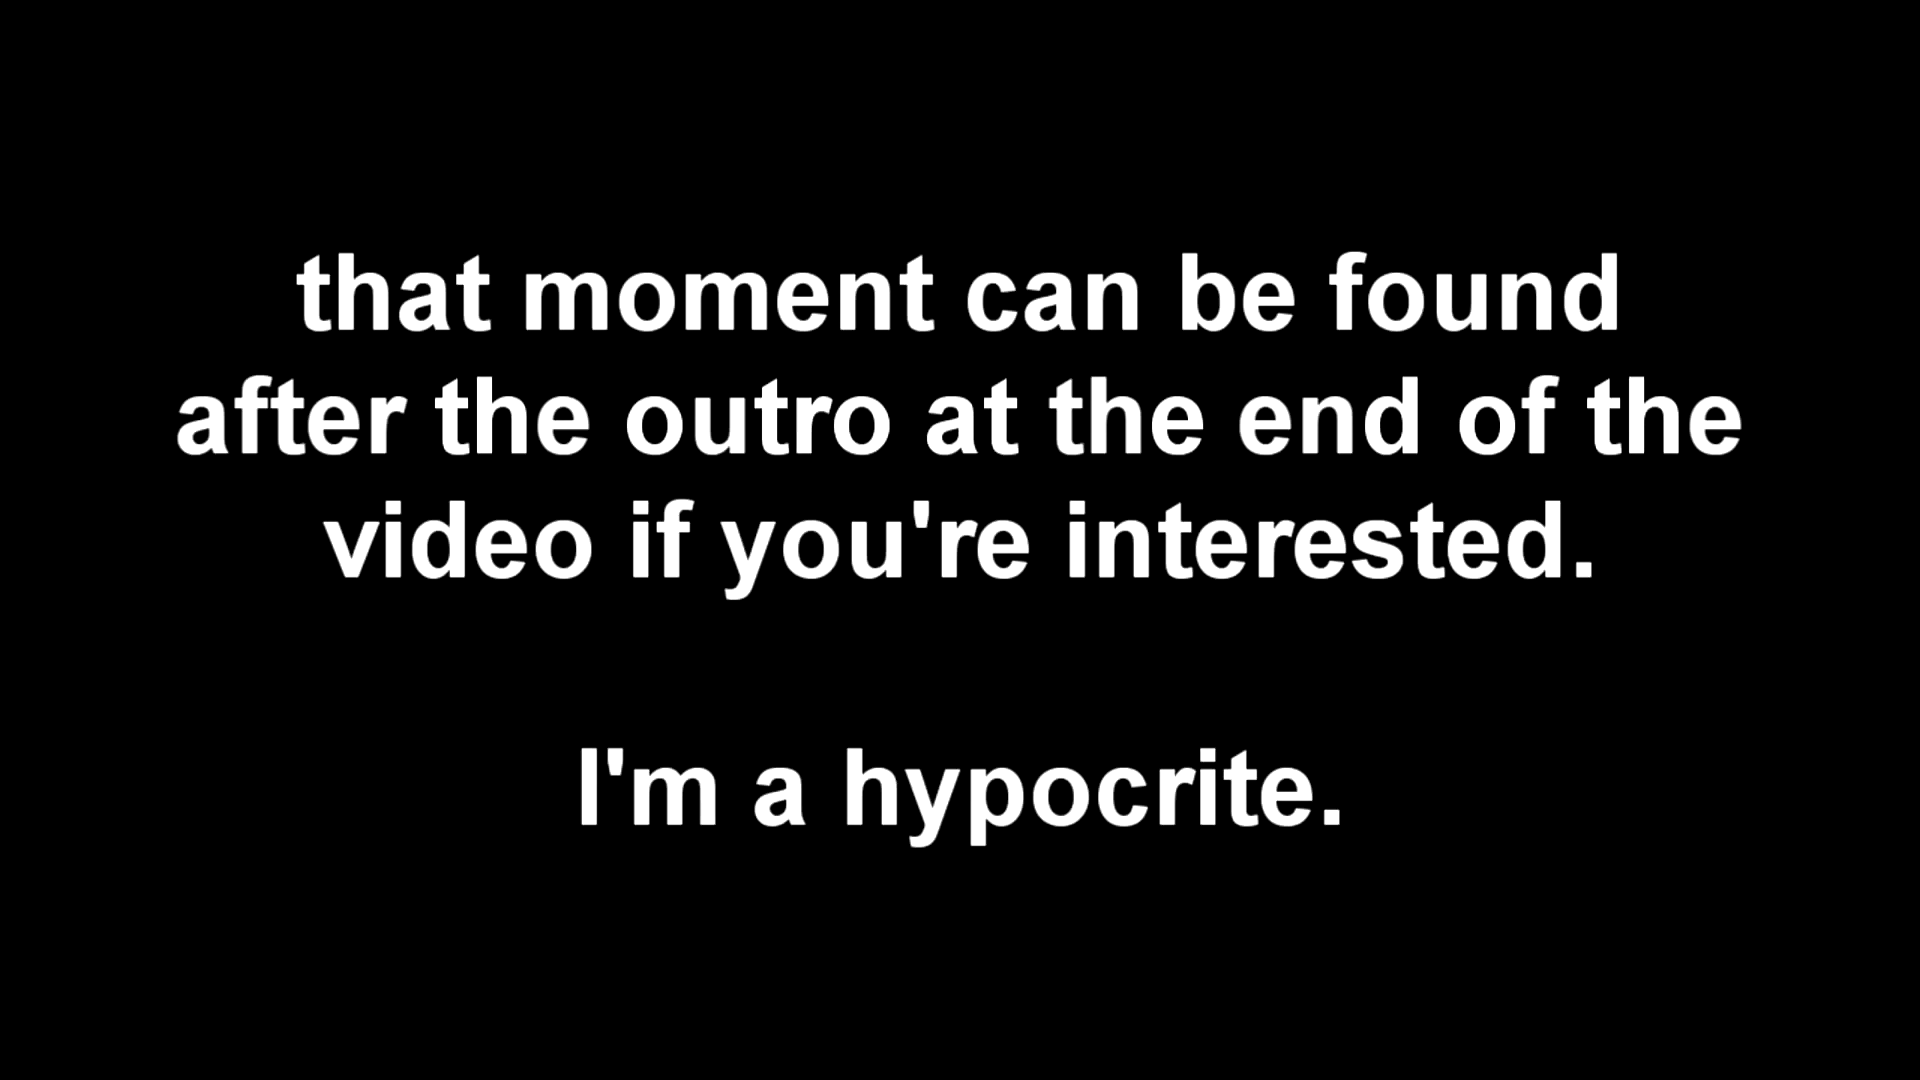 that moment can be found
after the outro at the end of the
video if you're interested.
I'm a hypocrite.